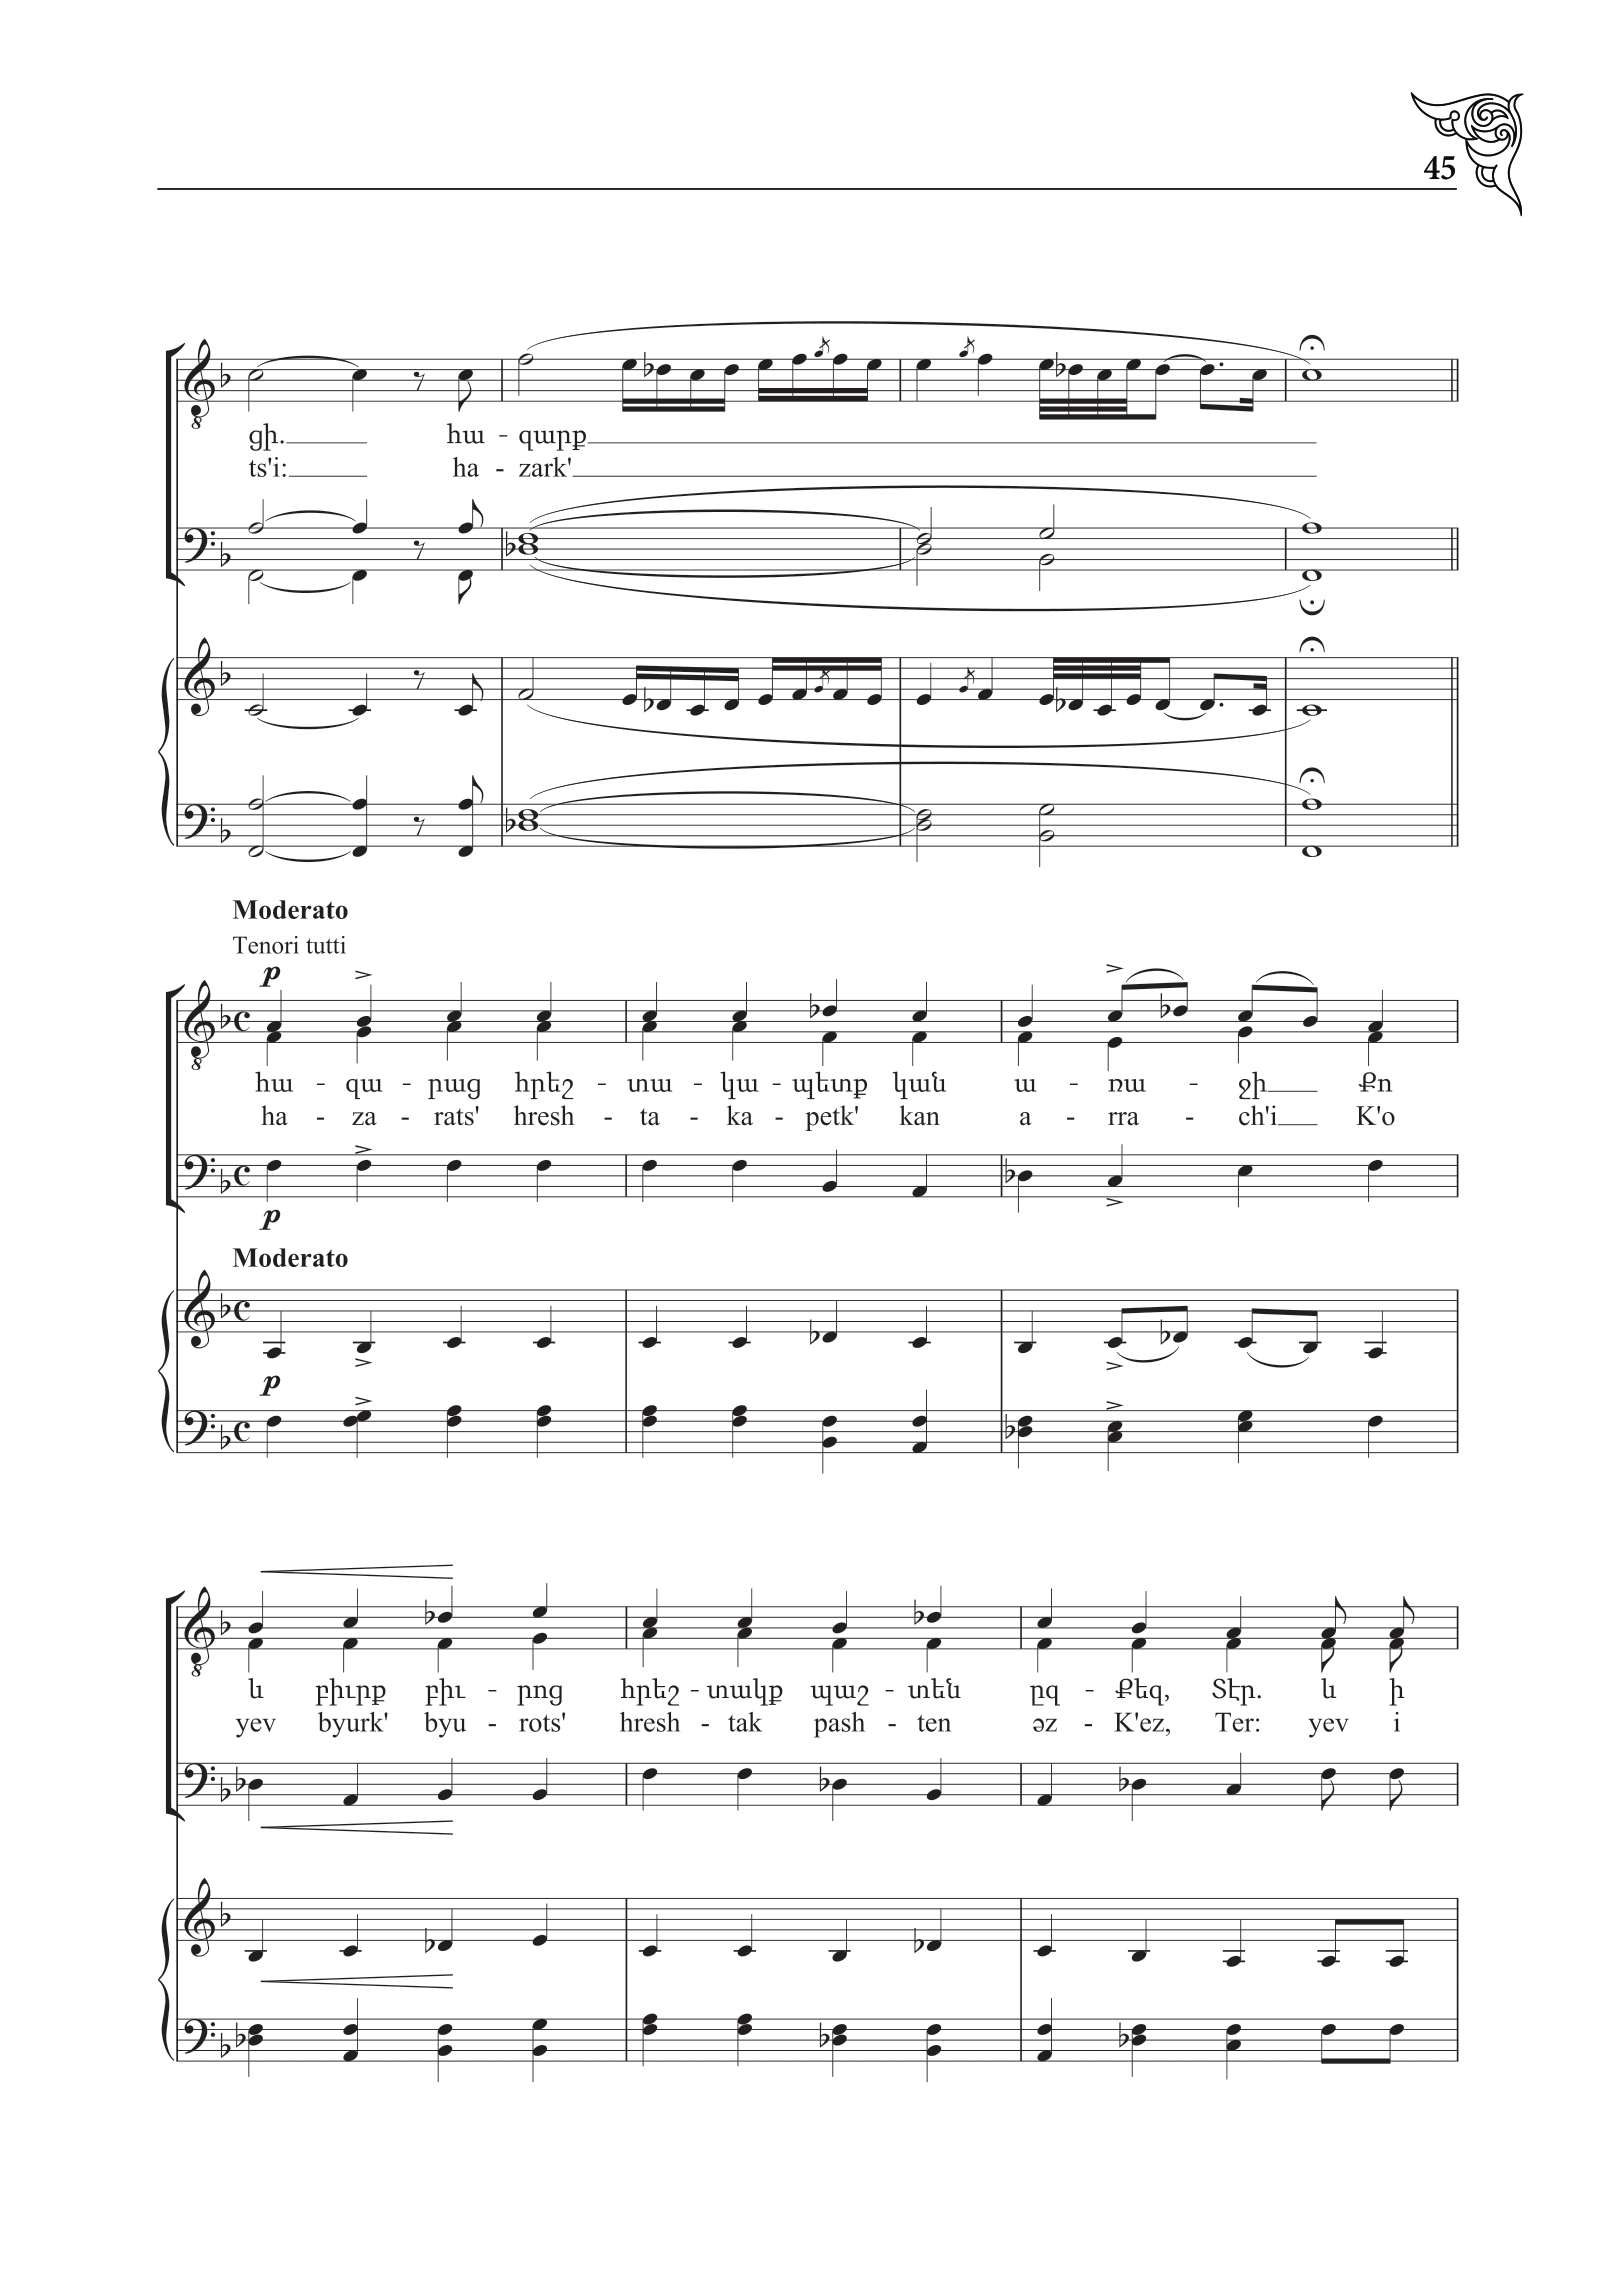 45
ցի. հա - զարք
ts'i: ha - zark'
Moderato
Tenori tutti
p
հա - զա - րաց հրեշ - տա - կա - պետք կան ա - ռա - ջի Քո
ha - za - rats' hresh - ta - ka - petk' kan a - rra - ch'i K'o
p
Moderato
p
և բիւրք բիւ - րոց հրեշ - տակք պաշ - տեն ըզ - Քեզ, Տէր. և ի
yev byurk' byu - rots' hresh - tak pash - ten əz - K'ez, Ter: yev i